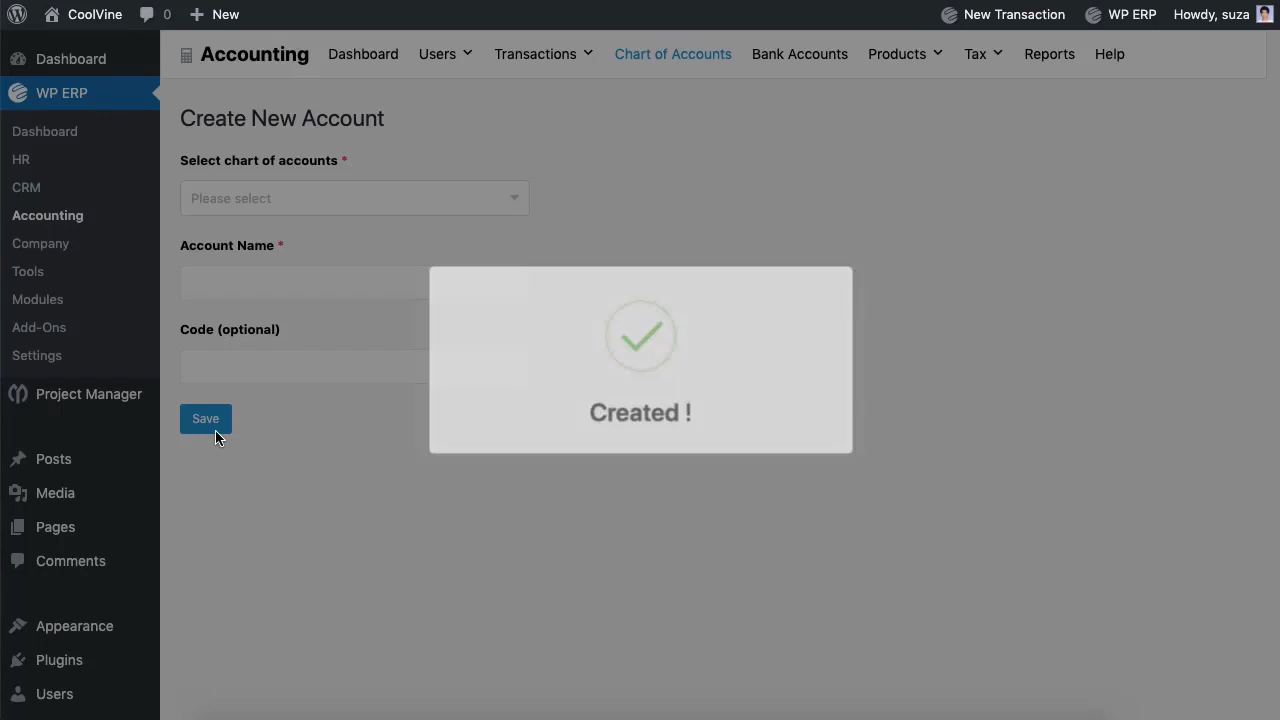 CoolVine 0 New New Transaction WP ERP Howdy, suza
Dashboard
WP ERP
Dashboard
HR
CRM
Accounting
Company
Tools
Modules
Add-Ons
Settings
Project Manager
Posts
Media
Pages
Comments
Appearance
Plugins
Users
Accounting Dashboard Users Transactions Chart of Accounts Bank Accounts Products Tax Reports Help
Create New Account
Select chart of accounts *
Please select
Account Name *
Code (optional)
Save
Created !